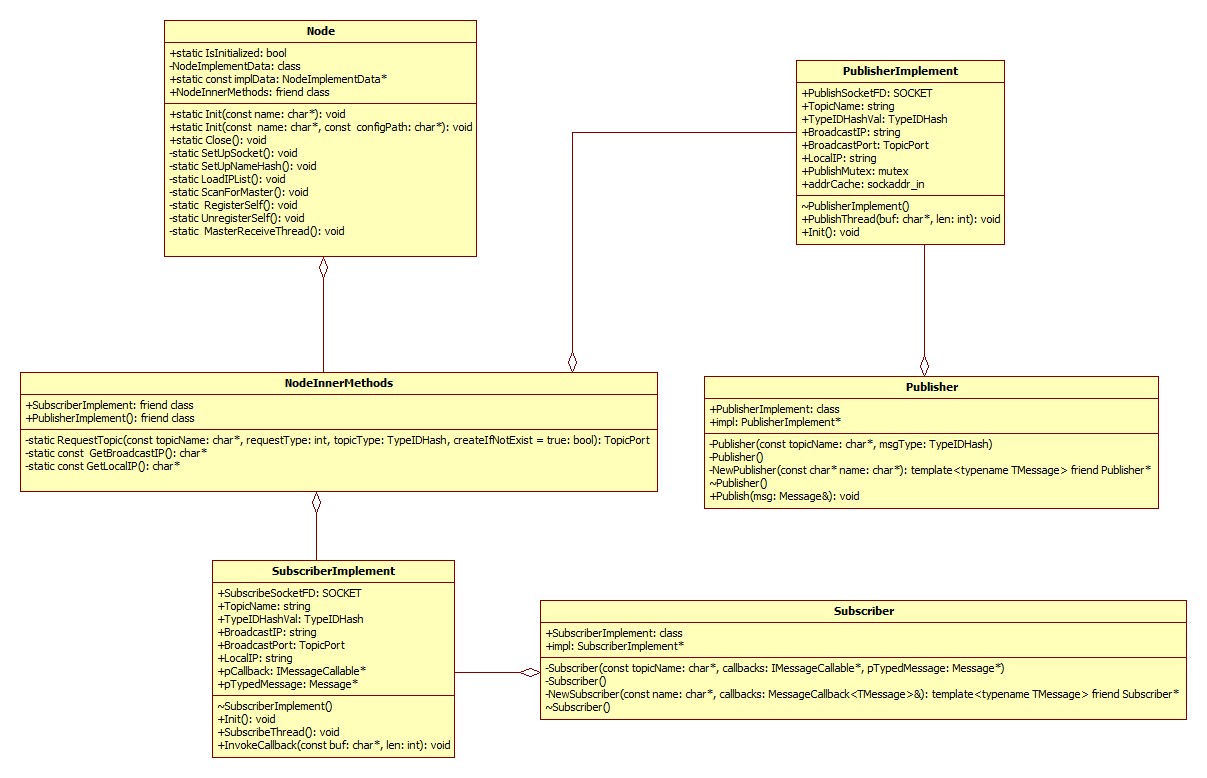 Node
+static IsInitialized: bool
-NodeImplementData: class
+static const implData: NodeImplementData*
+NodeInnerMethods: friend class
+static Init(const name: char*): void
+static Init(const  name: char*, const  configPath: char*): void
+static Close(): void
-static SetUpSocket(): void
-static SetUpNameHash(): void
-static LoadIPList(): void
-static ScanForMaster(): void
-static  RegisterSelf(): void
-static UnregisterSelf(): void
-static  MasterReceiveThread(): void
PublisherImplement
+PublishSocketFD: SOCKET
+TopicName: string
+TypeIDHashVal: TypeIDHash
+BroadcastIP: string
+BroadcastPort: TopicPort
+LocalIP: string
+PublishMutex: mutex
+addrCache: sockaddr_in
~PublisherImplement()
+PublishThread(buf: char*, len: int): void
+Init(): void
NodeInnerMethods
+SubscriberImplement: friend class
+PublisherImplement(): friend class
-static RequestTopic(const topicName: char*, requestType: int, topicType: TypeIDHash, createIfNotExist = true: bool): TopicPort
-static const  GetBroadcastIP(): char*
-static const GetLocalIP(): char*
Publisher
+PublisherImplement: class
+impl: PublisherImplement*
-Publisher(const topicName: char*, msgType: TypeIDHash)
-Publisher()
-NewPublisher(const char* name: char*): template<typename TMessage> friend Publisher*
~Publisher()
+Publish(msg: Message&): void
SubscriberImplement
+SubscribeSocketFD: SOCKET
+TopicName: string
+TypeIDHashVal: TypeIDHash
+BroadcastIP: string
+BroadcastPort: TopicPort
+LocalIP: string
+pCallback: IMessageCallable*
+pTypedMessage: Message*
~SubscriberImplement()
+Init(): void
+SubscribeThread(): void
+InvokeCallback(const buf: char*, len: int): void
Subscriber
+SubscriberImplement: class
+impl: SubscriberImplement*
-Subscriber(const topicName: char*, callbacks: IMessageCallable*, pTypedMessage: Message*)
-Subscriber()
-NewSubscriber(const name: char*, callbacks: MessageCallback<TMessage>&): template<typename TMessage> friend Subscriber*
~Subscriber()